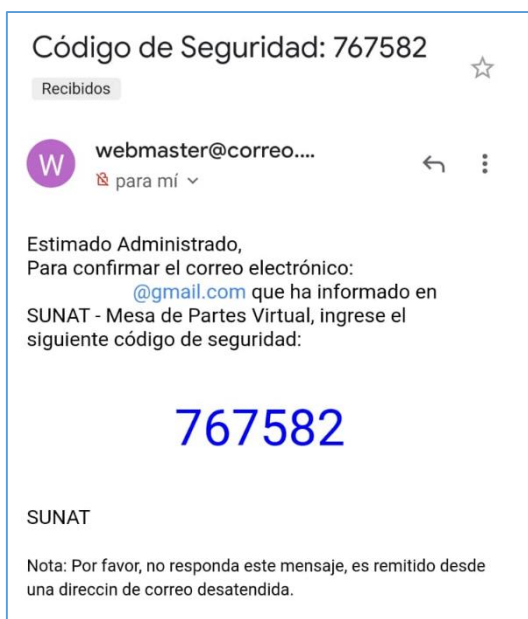 Código de Seguridad: 767582
Recibidos
W
webmaster@correo....
para mí
Estimado Administrado,
Para confirmar el correo electrónico:
@gmail.com que ha informado en
SUNAT - Mesa de Partes Virtual, ingrese el
siguiente código de seguridad:
767582
SUNAT
Nota: Por favor, no responda este mensaje, es remitido desde
una direccin de correo desatendida.